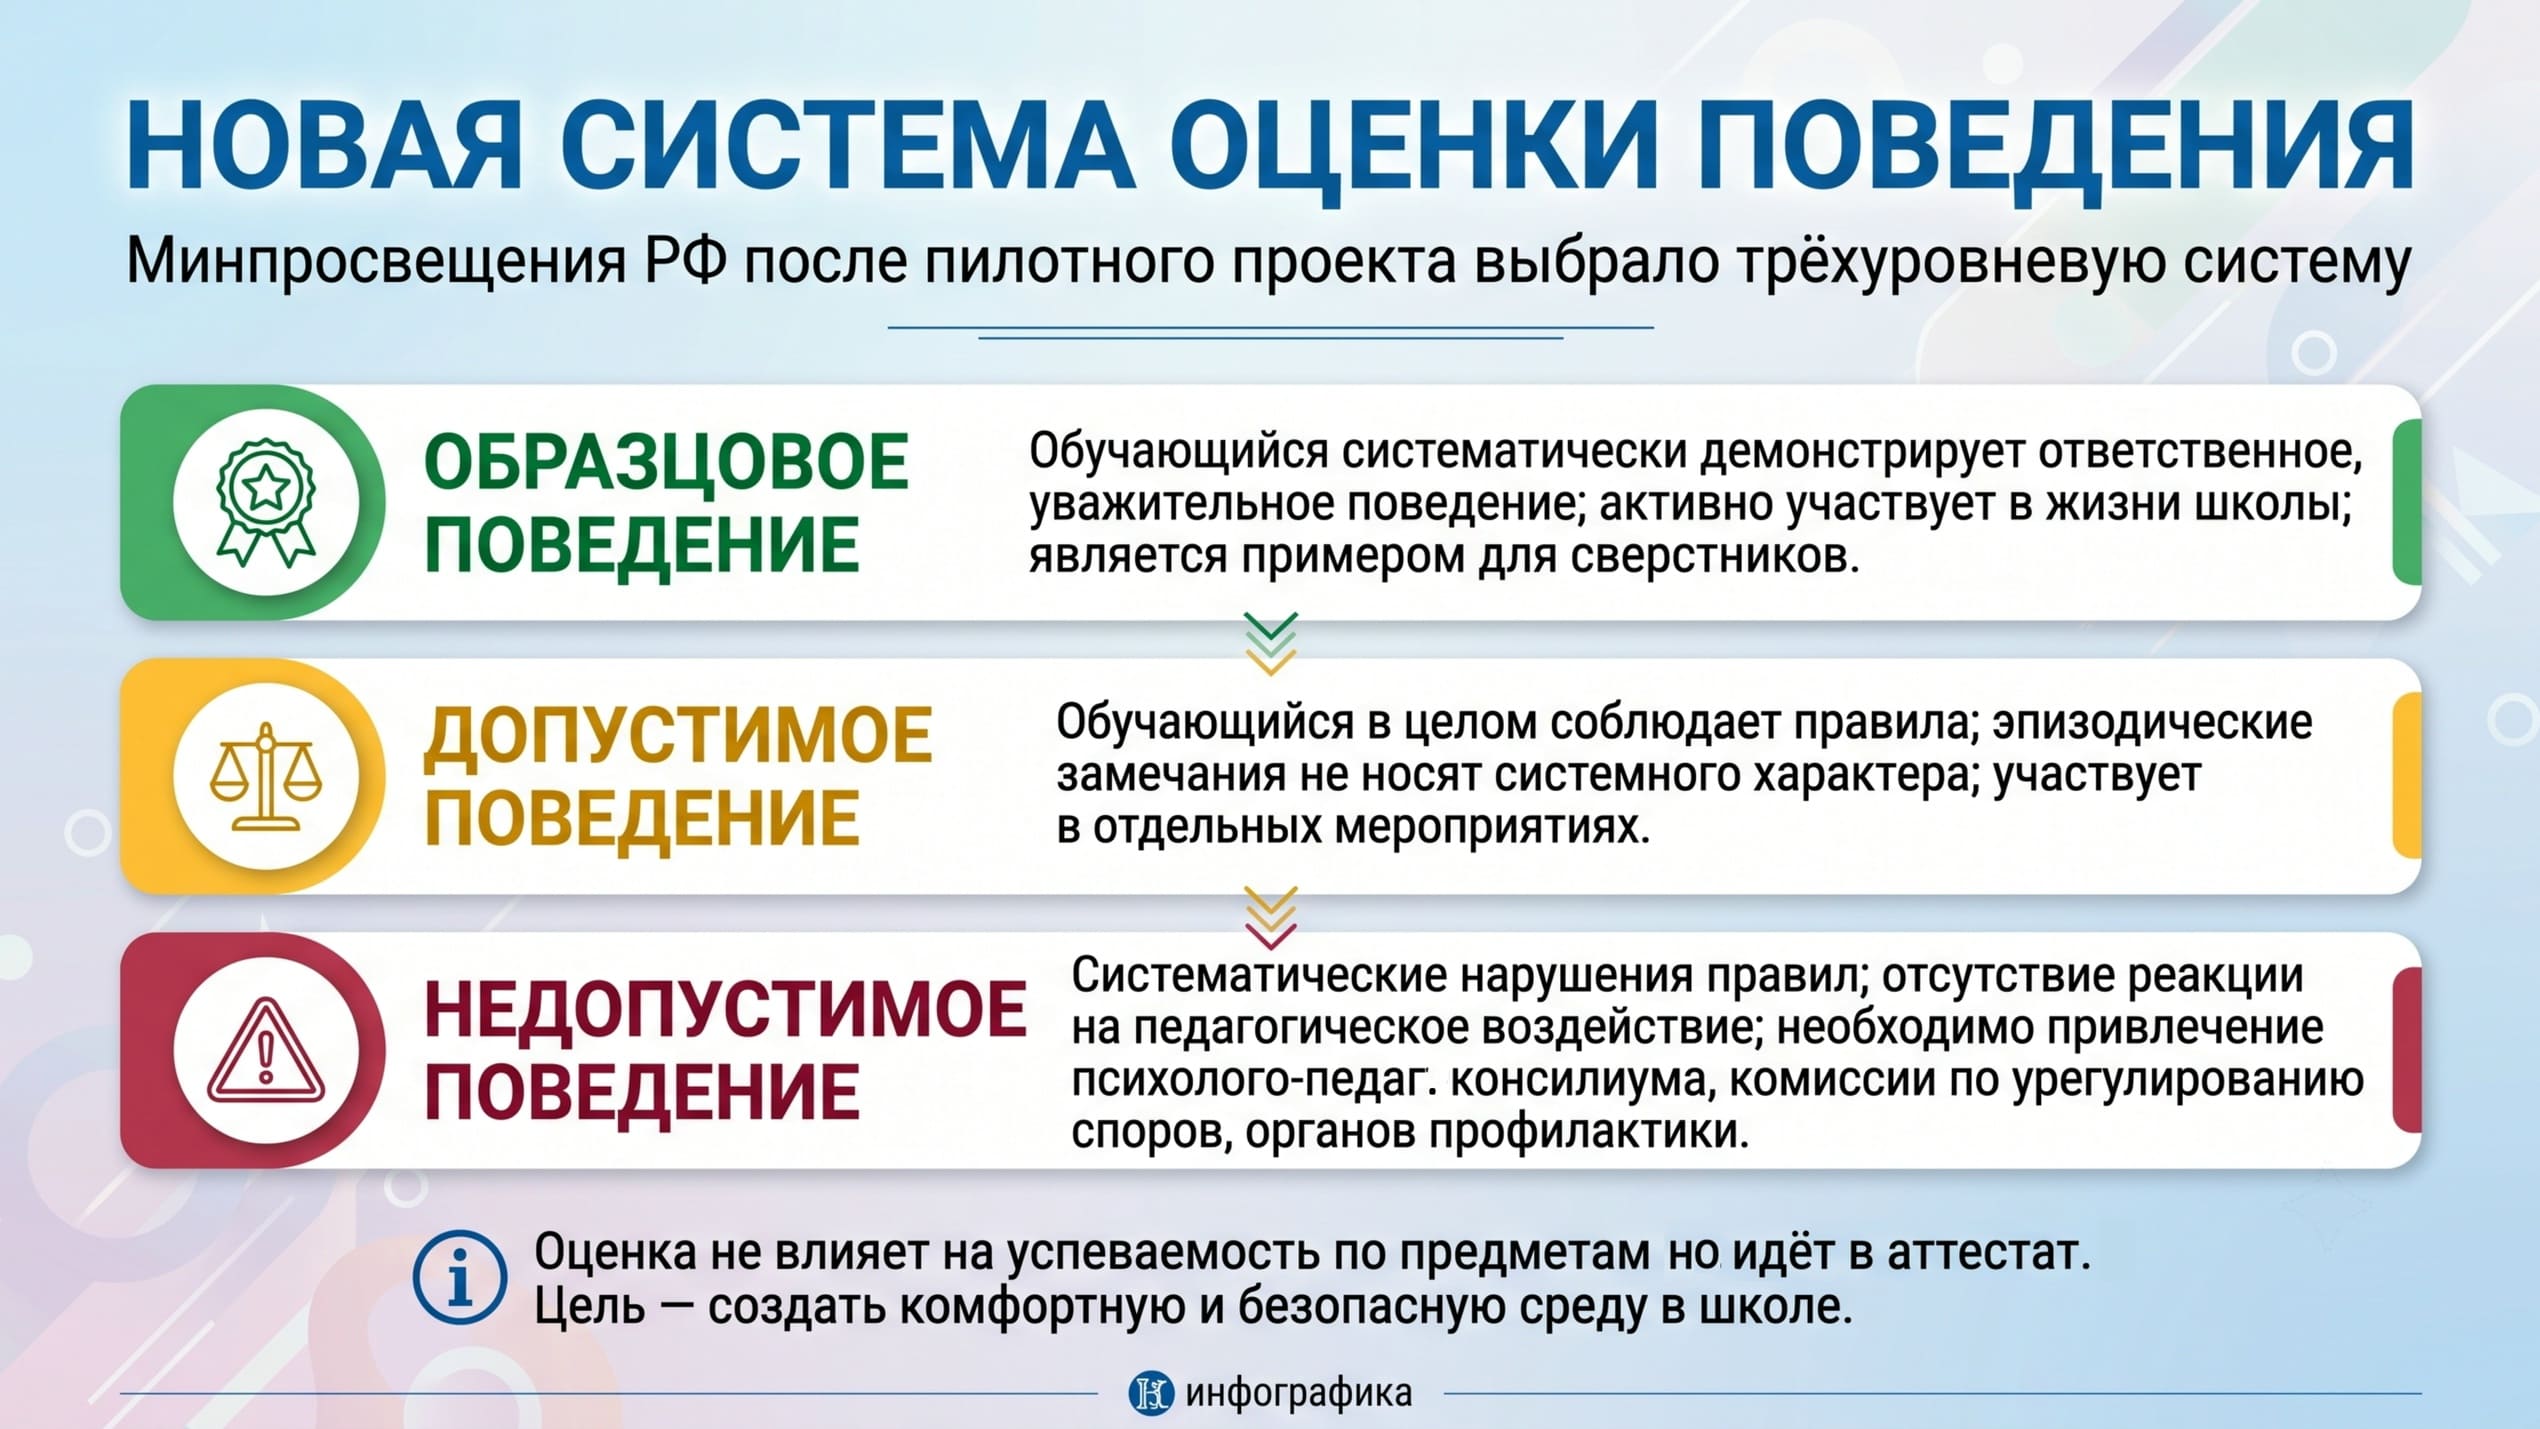 НОВАЯ СИСТЕМА ОЦЕНКИ ПОВЕДЕНИЯ
Минпросвещения РФ после пилотного проекта выбрало трёхуровневую систему
ОБРАЗЦОВОЕ
ПОВЕДЕНИЕ
Обучающийся систематически демонстрирует ответственное,
уважительное поведение; активно участвует в жизни школы;
является примером для сверстников.
ДОПУСТИМОЕ
ПОВЕДЕНИЕ
Обучающийся в целом соблюдает правила; эпизодические
замечания не носят системного характера; участвует
в отдельных мероприятиях.
НЕДОПУСТИМОЕ
ПОВЕДЕНИЕ
Систематические нарушения правил; отсутствие реакции
на педагогическое воздействие; необходимо привлечение
психолого-педаг. консилиума, комиссии по урегулированию
споров, органов профилактики.
Оценка не влияет на успеваемость по предметам но идёт в аттестат.
Цель — создать комфортную и безопасную среду в школе.
инфографика